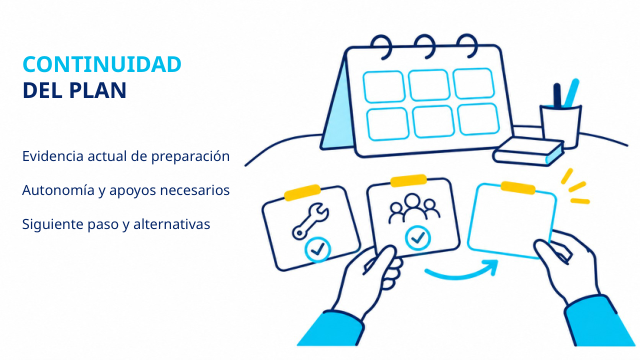 CONTINUIDAD
DEL PLAN
Evidencia actual de preparación
Autonomía y apoyos necesarios
Siguiente paso y alternativas